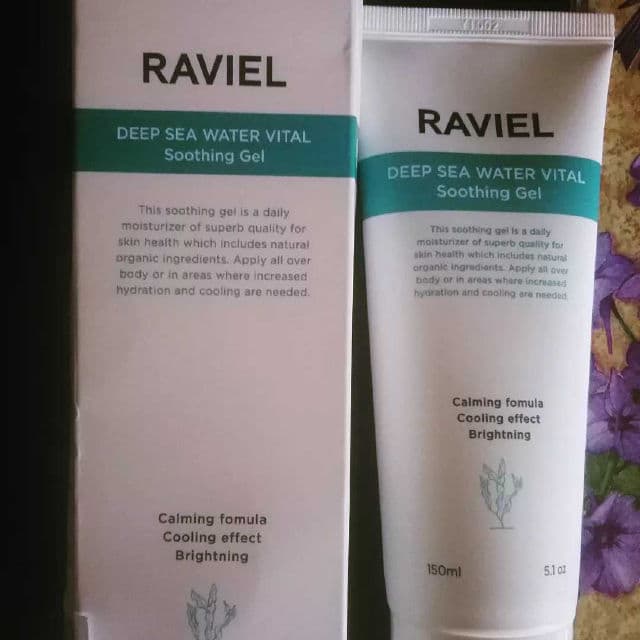 RAVIEL
DEEP SEA WATER VITAL
Soothing Gel
This soothing gel is a daily
moisturizer of superb quality for
skin health which includes natural
organic ingredients. Apply all over
body or in areas where increased
hydration and cooling are needed.
Calming fomula
Cooling effect
Brightning
RAVIEL
DEEP SEA WATER VITAL
Soothing Gel
This soothing gel is a daily
moisturizer of superb quality for
skin health which includes natural
organic ingredients. Apply all over
body or in areas where increased
hydration and cooling are needed.
Calming fomula
Cooling effect
Brightning
150ml 5.1 oz